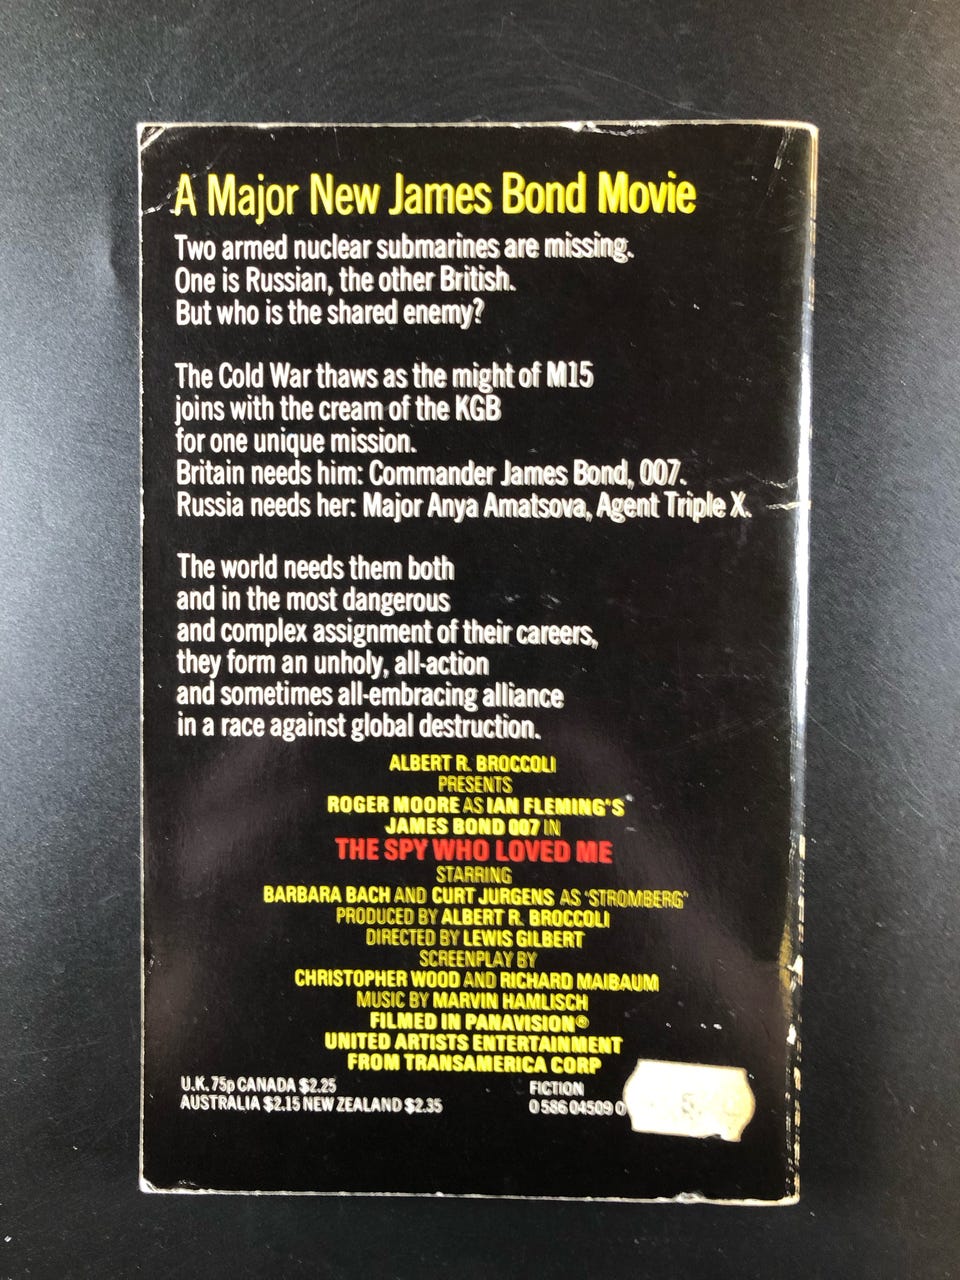 A Major New James Bond Movie
Two armed nuclear submarines are missing.
One is Russian, the other British.
But who is the shared enemy?
The Cold War thaws as the might of M15
joins with the cream of the KGB
for one unique mission.
Britain needs him: Commander James Bond, 007.
Russia needs her: Major Anya Amatsova, Agent Triple X.
The world needs them both
and in the most dangerous
and complex assignment of their careers,
they form an unholy, all-action
and sometimes all-embracing alliance
in a race against global destruction.
ALBERT R. BROCCOLI
PRESENTS
ROGER MOORE AS IAN FLEMING'S
JAMES BOND 007 IN
THE SPY WHO LOVED ME
STARRING
BARBARA BACH AND CURT JURGENS AS 'STROMBERG'
PRODUCED BY ALBERT R. BROCCOLI
DIRECTED BY LEWIS GILBERT
SCREENPLAY BY
CHRISTOPHER WOOD AND RICHARD MAIBAUM
MUSIC BY MARVIN HAMLISCH
FILMED IN PANAVISION®
UNITED ARTISTS ENTERTAINMENT
FROM TRANSAMERICA CORP
U.K. 75p CANADA $2.25
AUSTRALIA $2.15 NEW ZEALAND $2.35
FICTION
0 586 04509 0